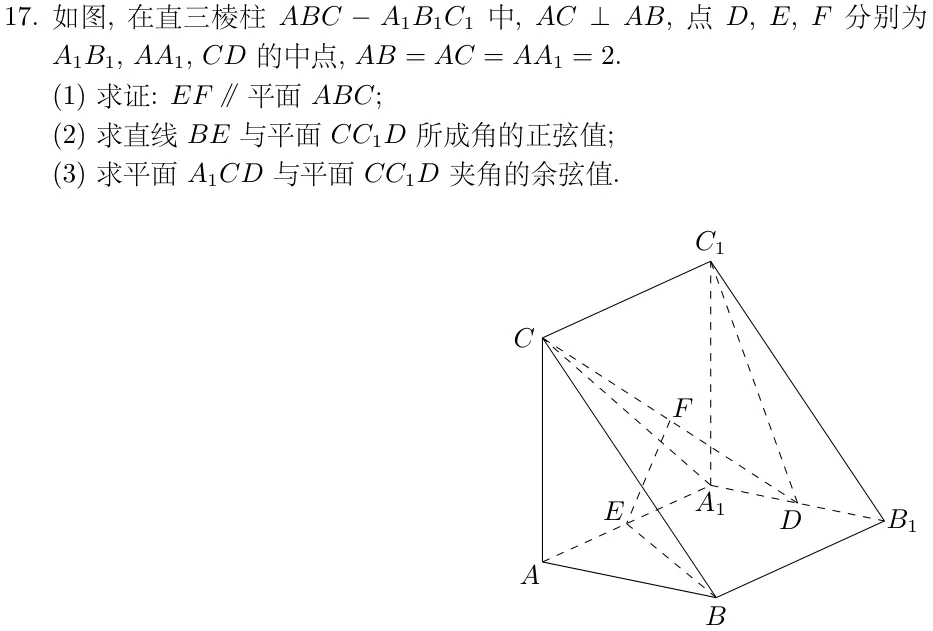 17. 如图, 在直三棱柱 ABC − A₁B₁C₁ 中, AC ⊥ AB, 点 D, E, F 分别为
A₁B₁, AA₁, CD 的中点, AB = AC = AA₁ = 2.
(1) 求证: EF ∥ 平面 ABC;
(2) 求直线 BE 与平面 CC₁D 所成角的正弦值;
(3) 求平面 A₁CD 与平面 CC₁D 夹角的余弦值.
C₁
C
F
A₁
E
D
B₁
A
B